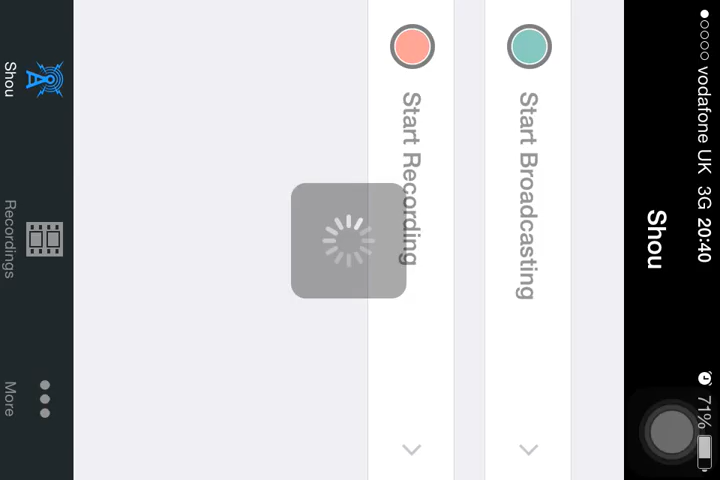 vodafone UK 3G 20:40 71%
Shou
Start Broadcasting
Start Recording
Shou
Recordings
More